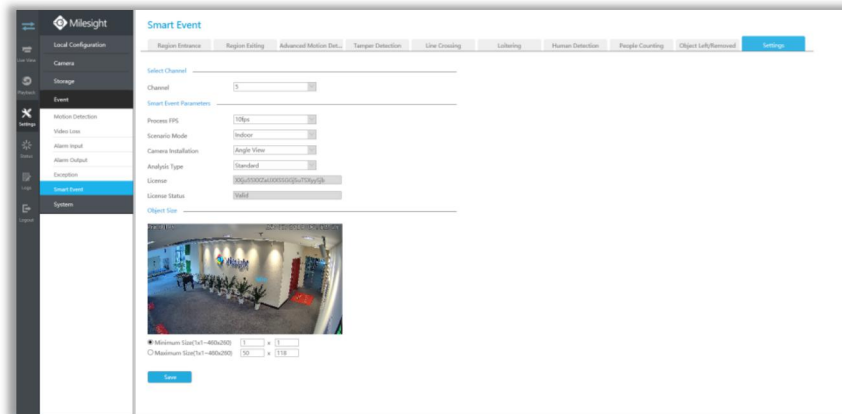 Milesight
Smart Event
Local Configuration
Region Entrance
Region Exiting
Advanced Motion Det...
Tamper Detection
Line Crossing
Loitering
Human Detection
People Counting
Object Left/Removed
Settings
Live View
Camera
Select Channel
Storage
Channel
5
Playback
Event
Smart Event Parameters
Motion Detection
Process FPS
10fps
Settings
Video Loss
Scenario Mode
Indoor
Alarm Input
Camera Installation
Angle View
Status
Alarm Output
Analysis Type
Standard
Exception
License
Logs
Smart Event
License Status
Valid
System
Object Size
Logout
Milesight
Minimum Size(1x1~480x280)
1 x 1
Maximum Size(1x1~480x280)
50 x 118
Save